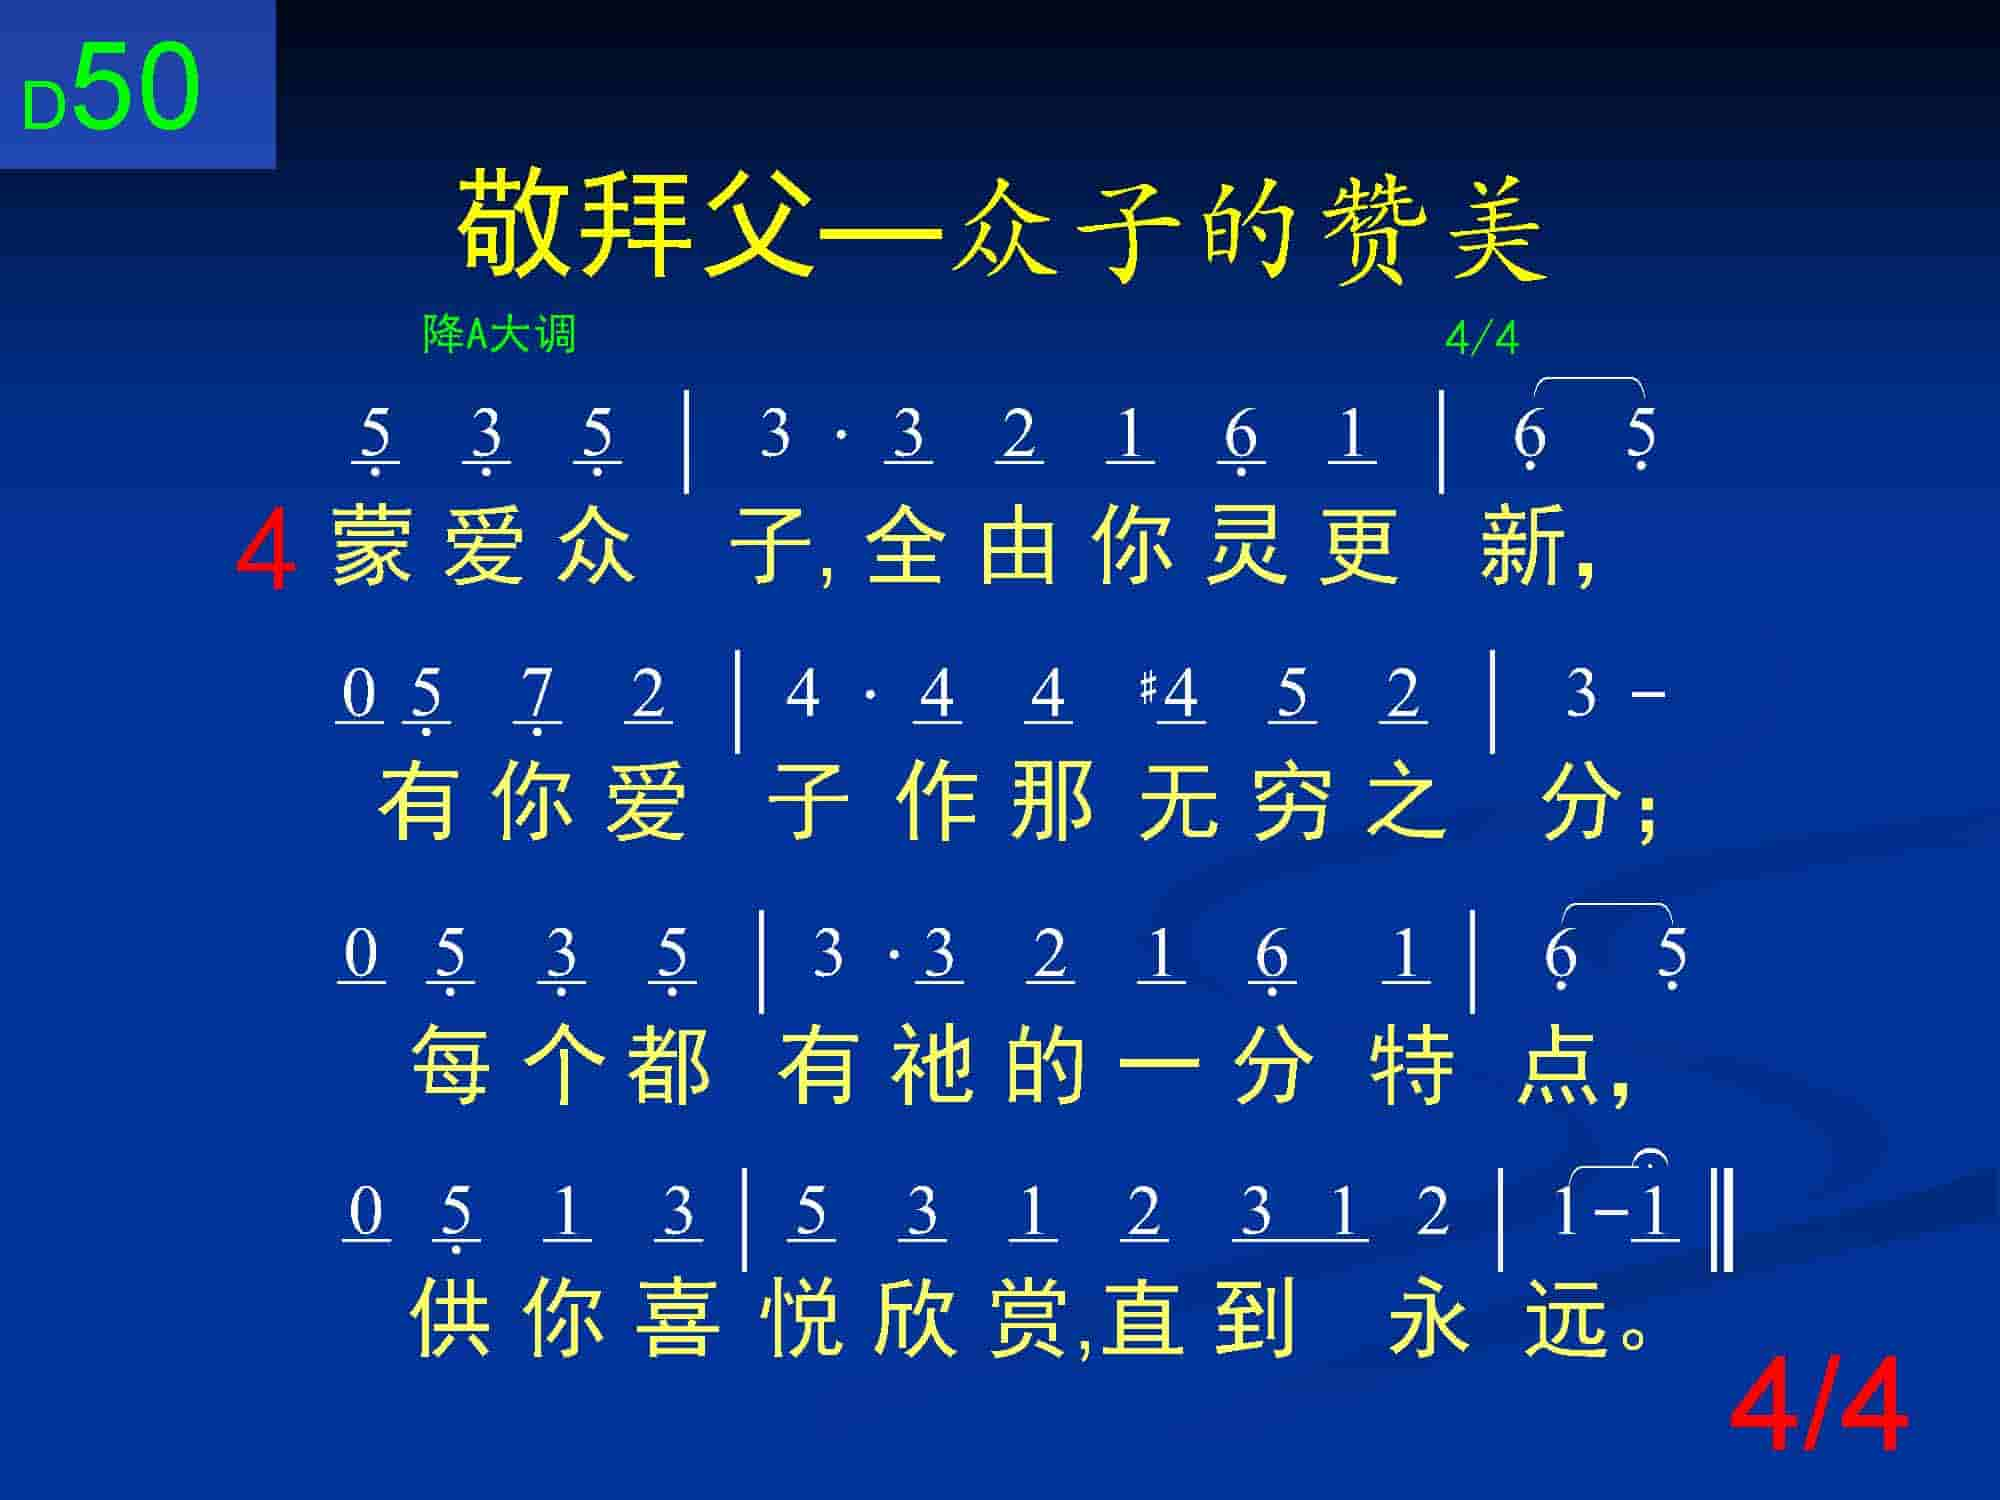 D50
敬拜父—众子的赞美
降A大调 4/4
5̣ 3̣ 5̣ | 3 · 3 2 1 6̣ 1 | 6̣ 5̣
4 蒙爱众 子,全由你灵更 新，
0 5̣ 7̣ 2 | 4 · 4 4 #4 5 2 | 3 -
有你爱 子作那无穷之 分；
0 5̣ 3̣ 5̣ | 3 · 3 2 1 6̣ 1 | 6̣ 5̣
每个都 有祂的一分特 点，
0 5̣ 1 3 | 5 3 1 2 3 1 2 | 1 - 1 ‖
供你喜 悦欣赏,直到 永 远。
4/4